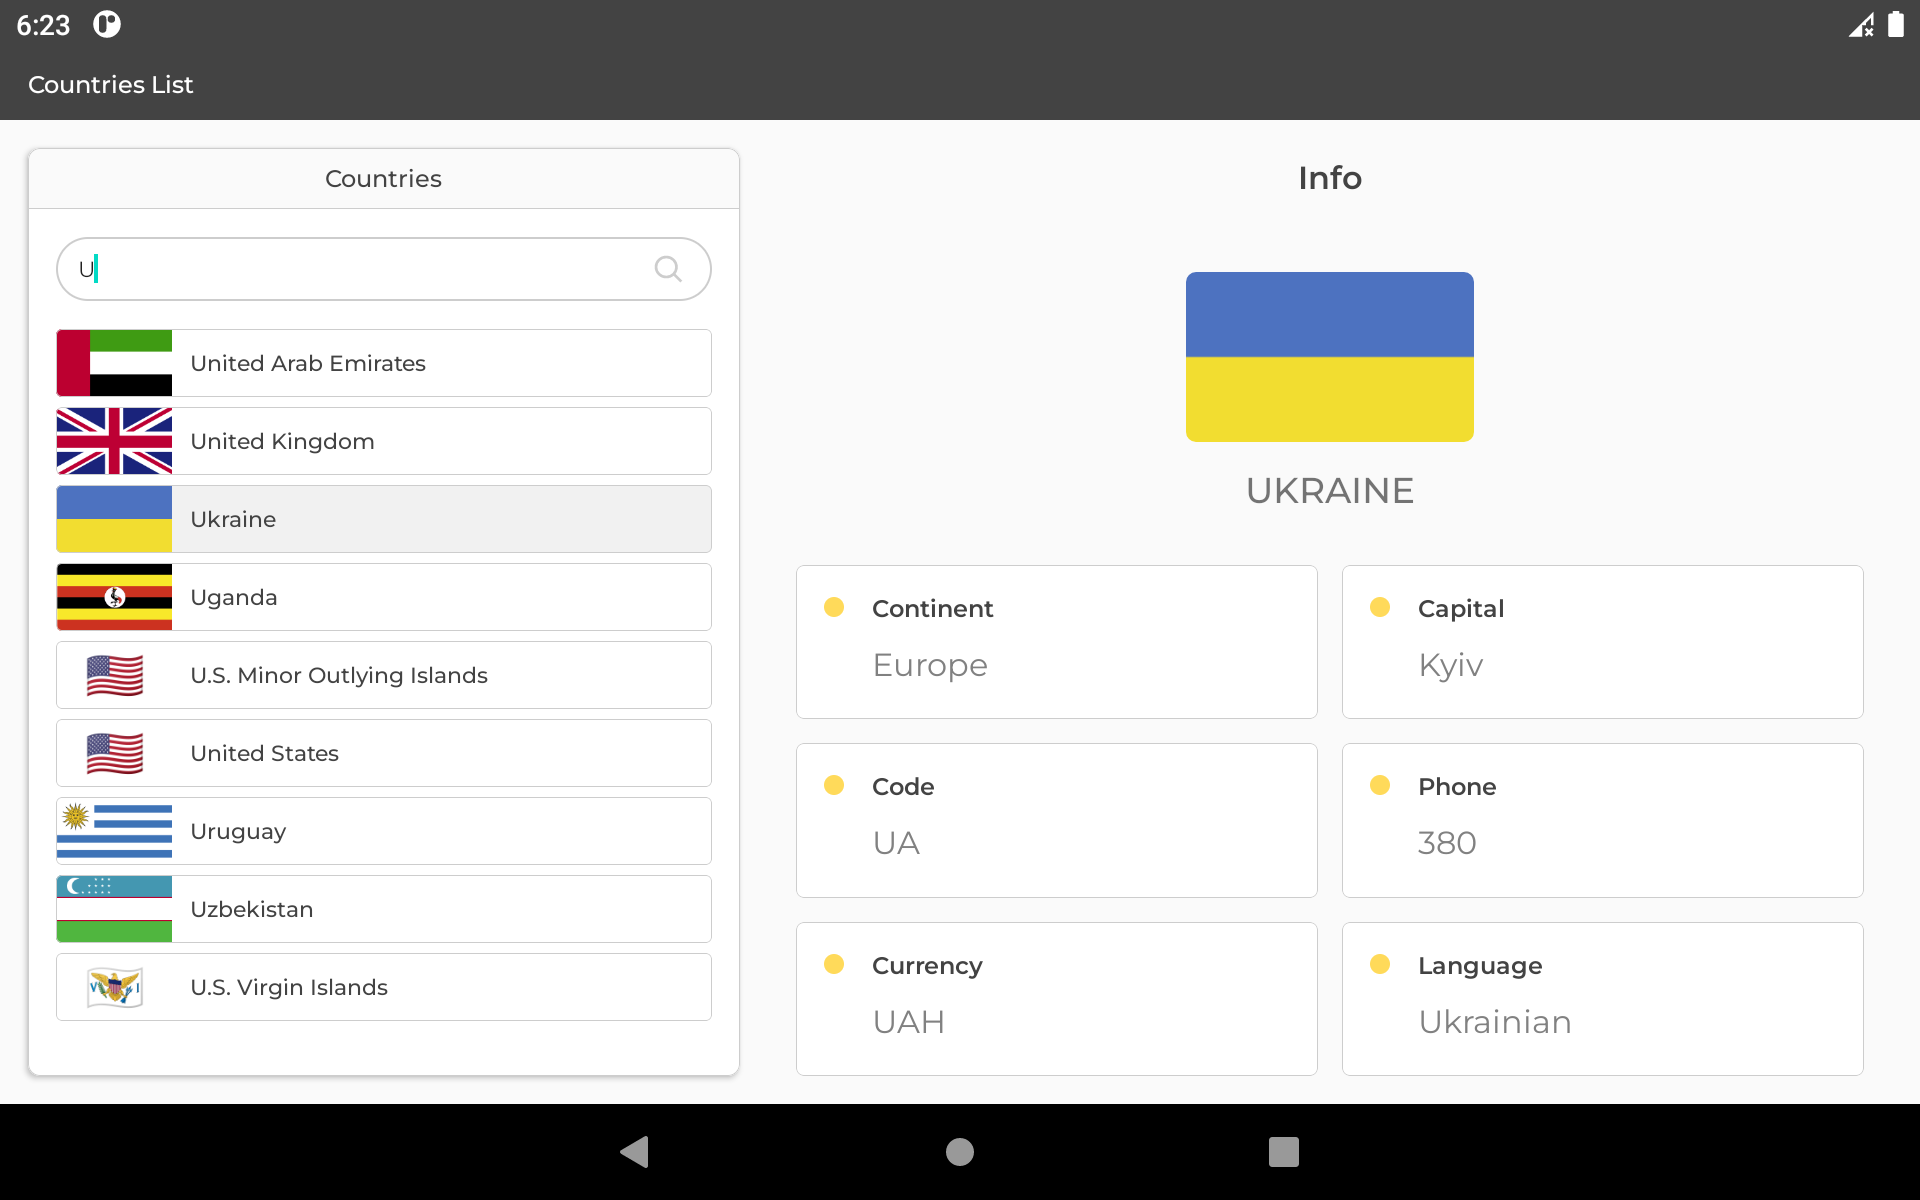 6:23
Countries List
Countries
U
United Arab Emirates
United Kingdom
Ukraine
Uganda
U.S. Minor Outlying Islands
United States
Uruguay
Uzbekistan
V I
U.S. Virgin Islands
Info
UKRAINE
Continent
Europe
Capital
Kyiv
Code
UA
Phone
380
Currency
UAH
Language
Ukrainian